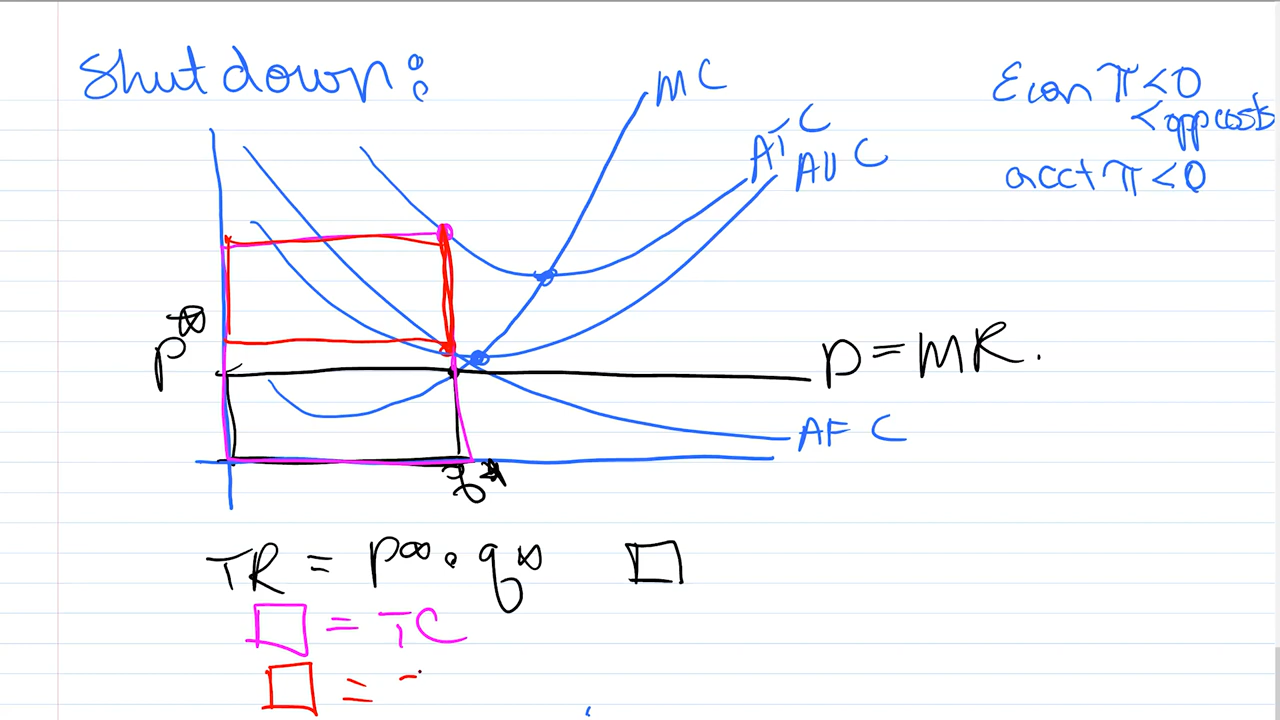 Shutdown:
MC
Econ π < 0
< opp costs
ATC
AVC
acct π < 0
p*
p = MR.
AFC
q*
TR = p* · q* □
□ = TC
□ =